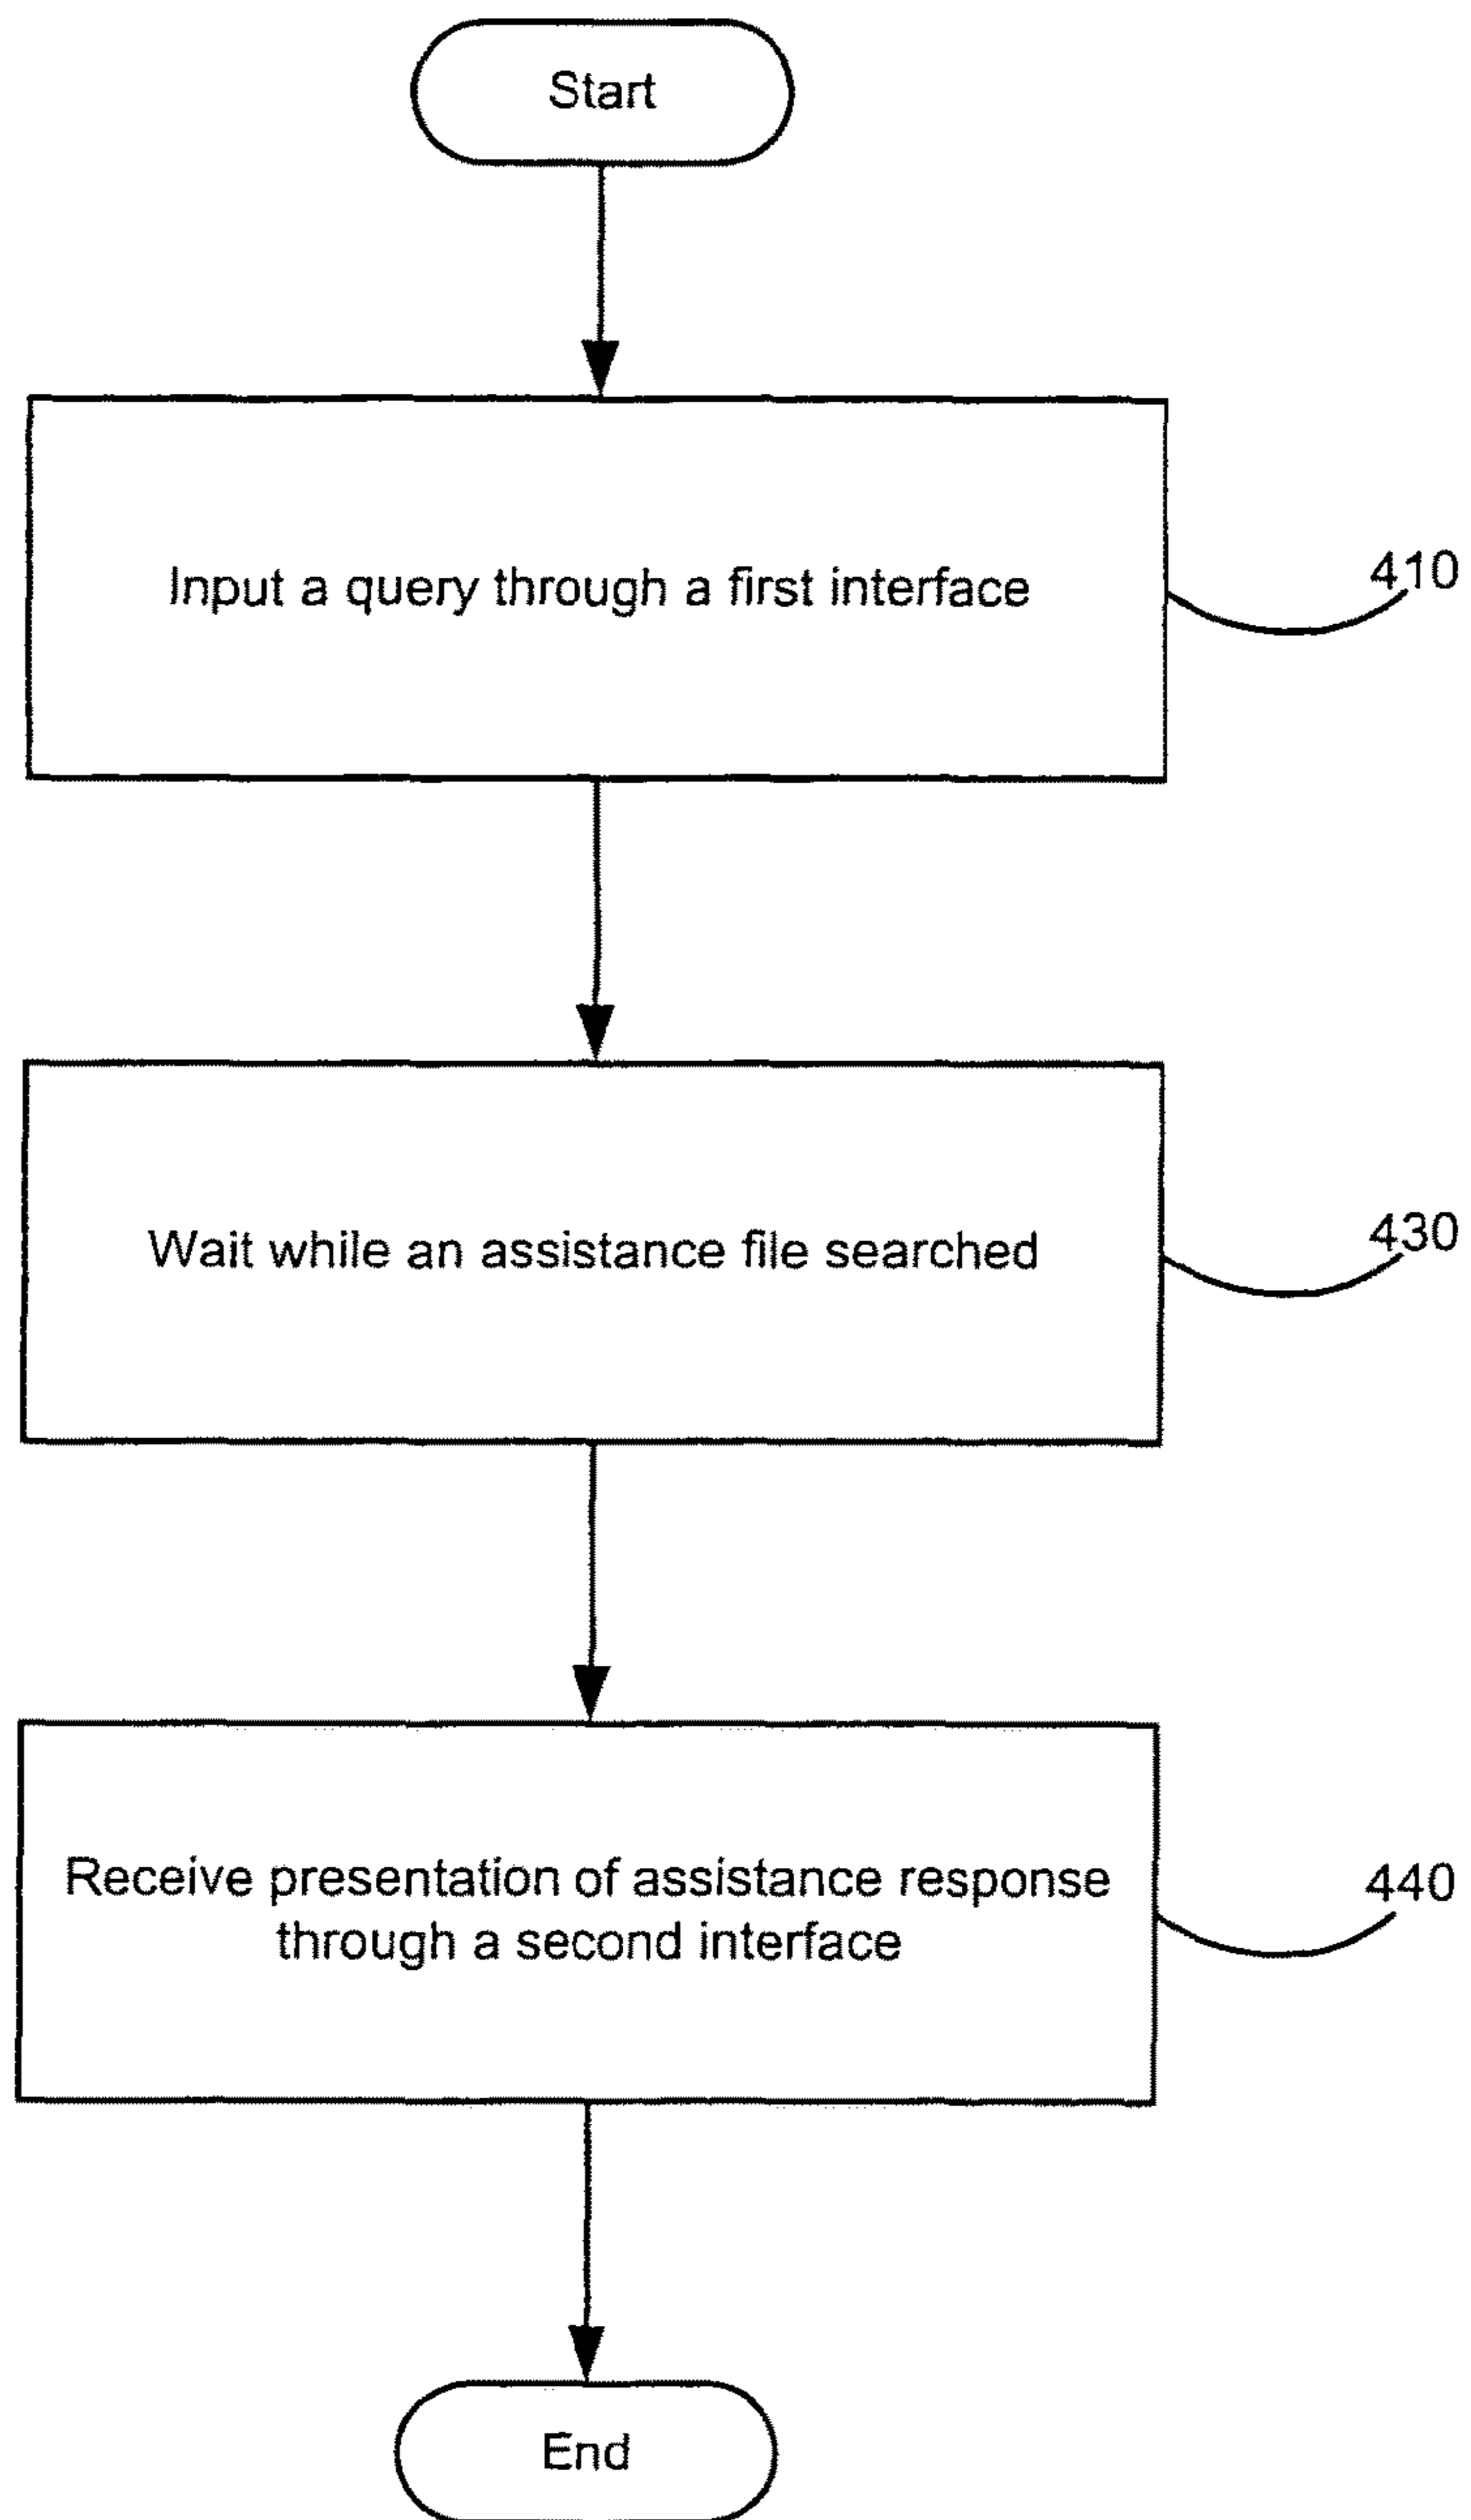 Start
Input a query through a first interface
410
Wait while an assistance file searched
430
Receive presentation of assistance response
through a second interface
440
End